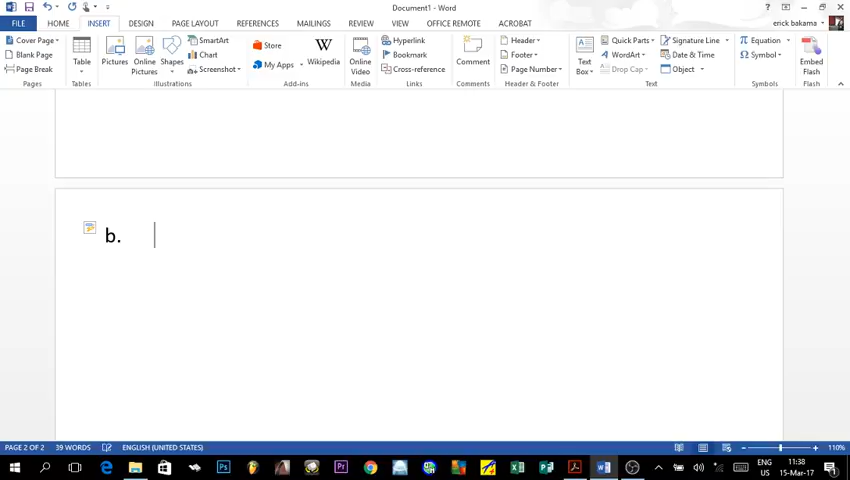 Document1 - Word
FILE HOME INSERT DESIGN PAGE LAYOUT REFERENCES MAILINGS REVIEW VIEW OFFICE REMOTE ACROBAT erick bakama
Cover Page
Blank Page
Page Break
Pages
Table
Tables
Pictures
Online Pictures
Shapes
SmartArt
Chart
Screenshot
Illustrations
Store
My Apps
W
Wikipedia
Add-ins
Online Video
Media
Hyperlink
Bookmark
Cross-reference
Links
Comment
Comments
Header
Footer
Page Number
Header & Footer
Text Box
Quick Parts
WordArt
Drop Cap
Signature Line
Date & Time
Object
Text
Equation
Symbol
Symbols
Embed Flash
Flash
b.
PAGE 2 OF 2 39 WORDS ENGLISH (UNITED STATES) 110%
ENG 11:38
US 15-Mar-17